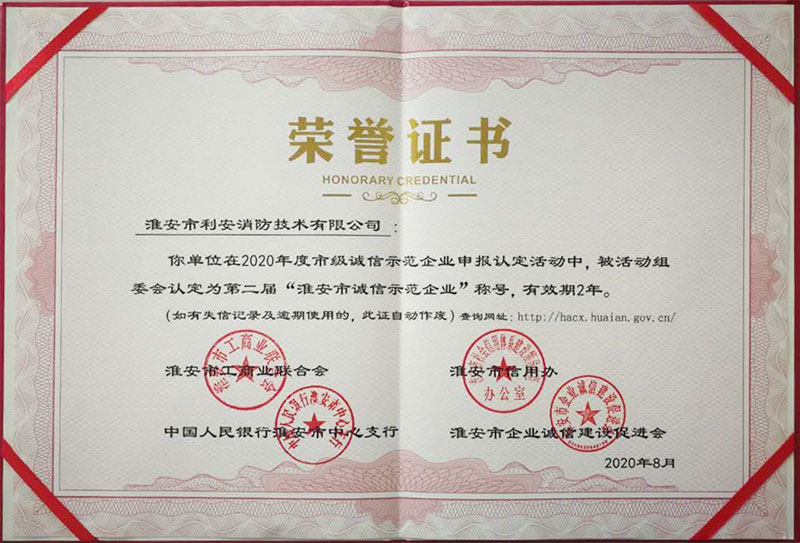 荣誉证书
HONORARY CREDENTIAL
淮安市利安消防技术有限公司:
你单位在2020年度市级诚信示范企业申报认定活动中,被活动组
委会认定为第二届“淮安市诚信示范企业”称号,有效期2年。
(如有失信记录及逾期使用的,此证自动作废)查询网址:http://hacx.huaian.gov.cn/
淮安市工商业联合会 淮安市信用办
办公室
中国人民银行淮安市中心支行 淮安市企业诚信建设促进会
2020年8月